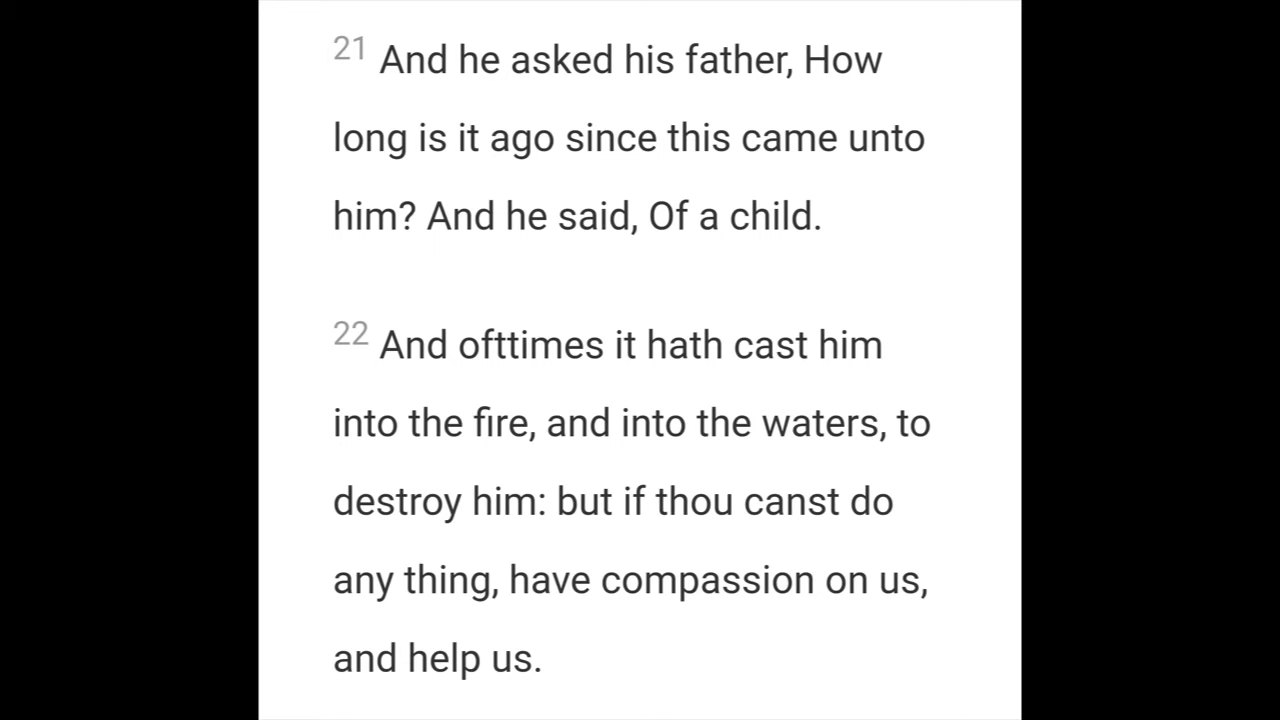 21 And he asked his father, How
long is it ago since this came unto
him? And he said, Of a child.
22 And ofttimes it hath cast him
into the fire, and into the waters, to
destroy him: but if thou canst do
any thing, have compassion on us,
and help us.